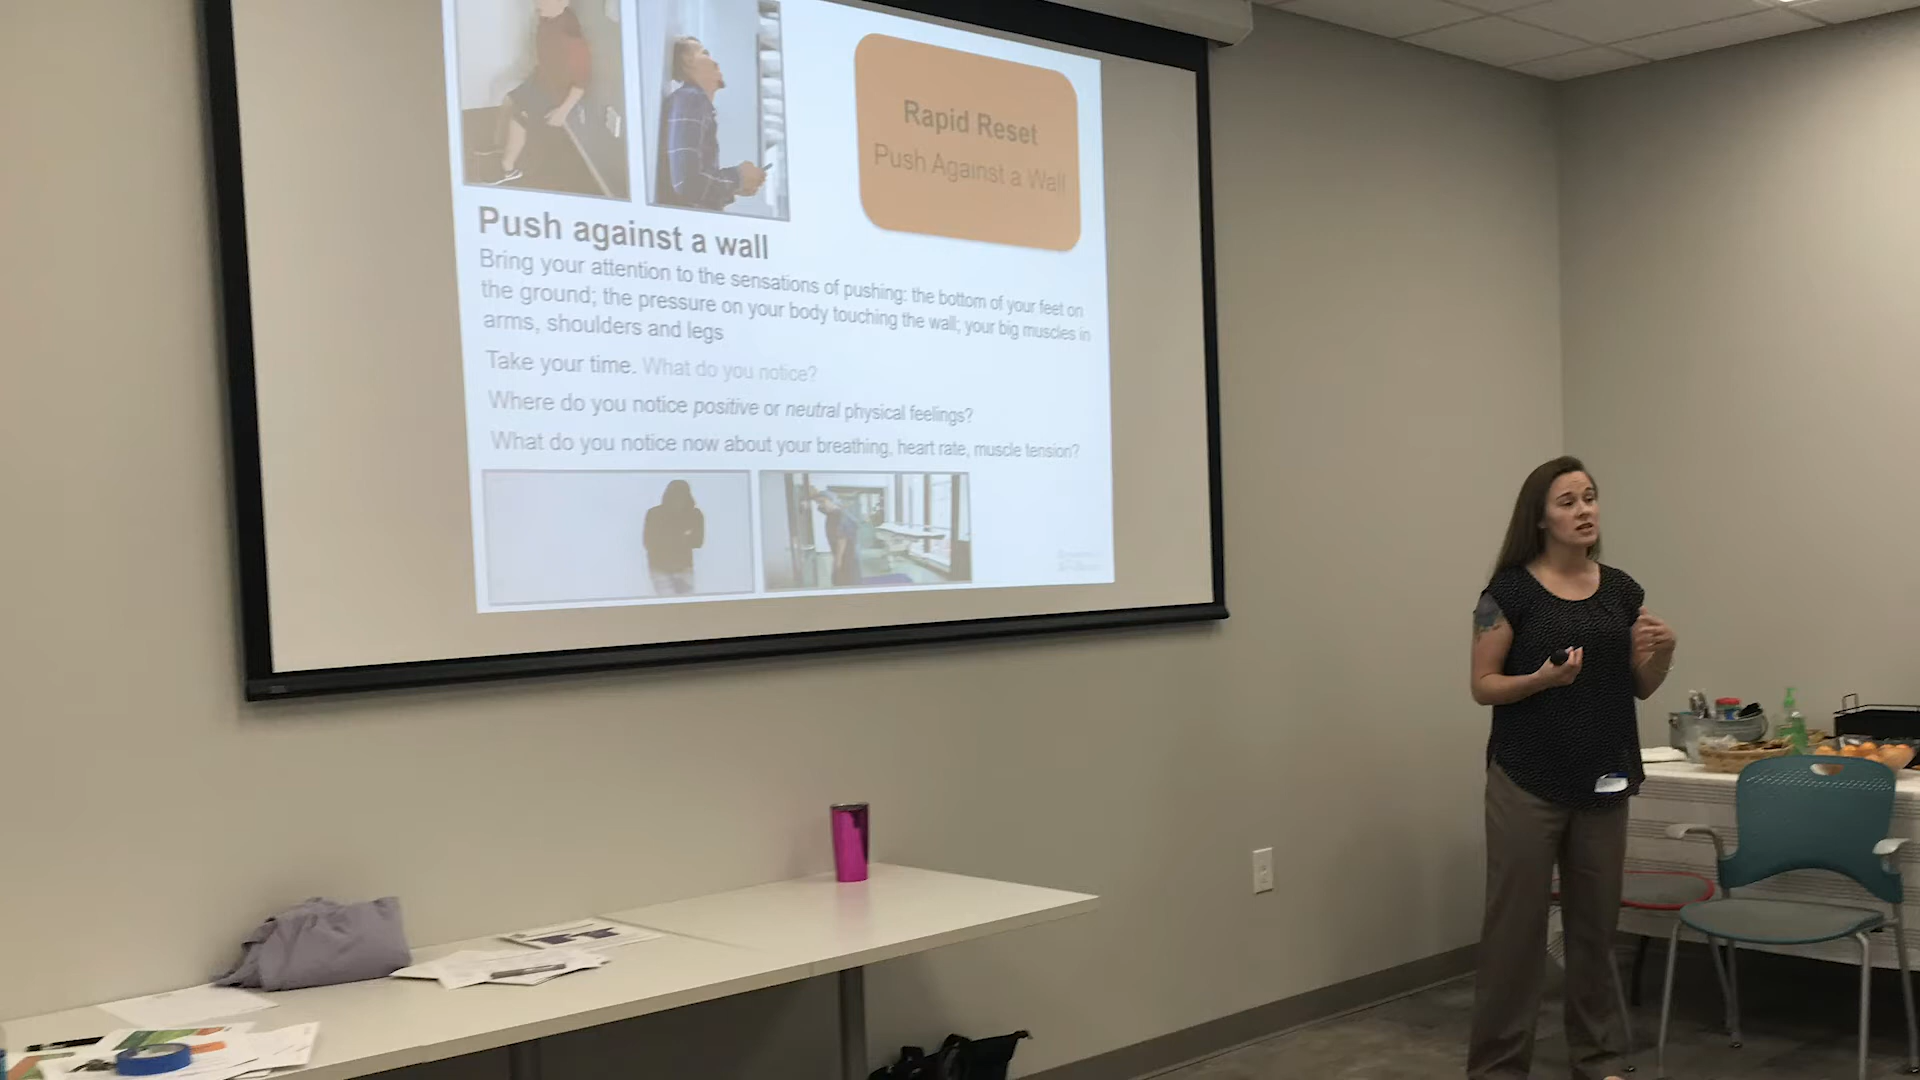 Rapid Reset
Push Against a Wall
Push against a wall
Bring your attention to the sensations of pushing: the bottom of your feet on
the ground; the pressure on your body touching the wall; your big muscles in
arms, shoulders and legs
Take your time. What do you notice?
Where do you notice positive or neutral physical feelings?
What do you notice now about your breathing, heart rate, muscle tension?